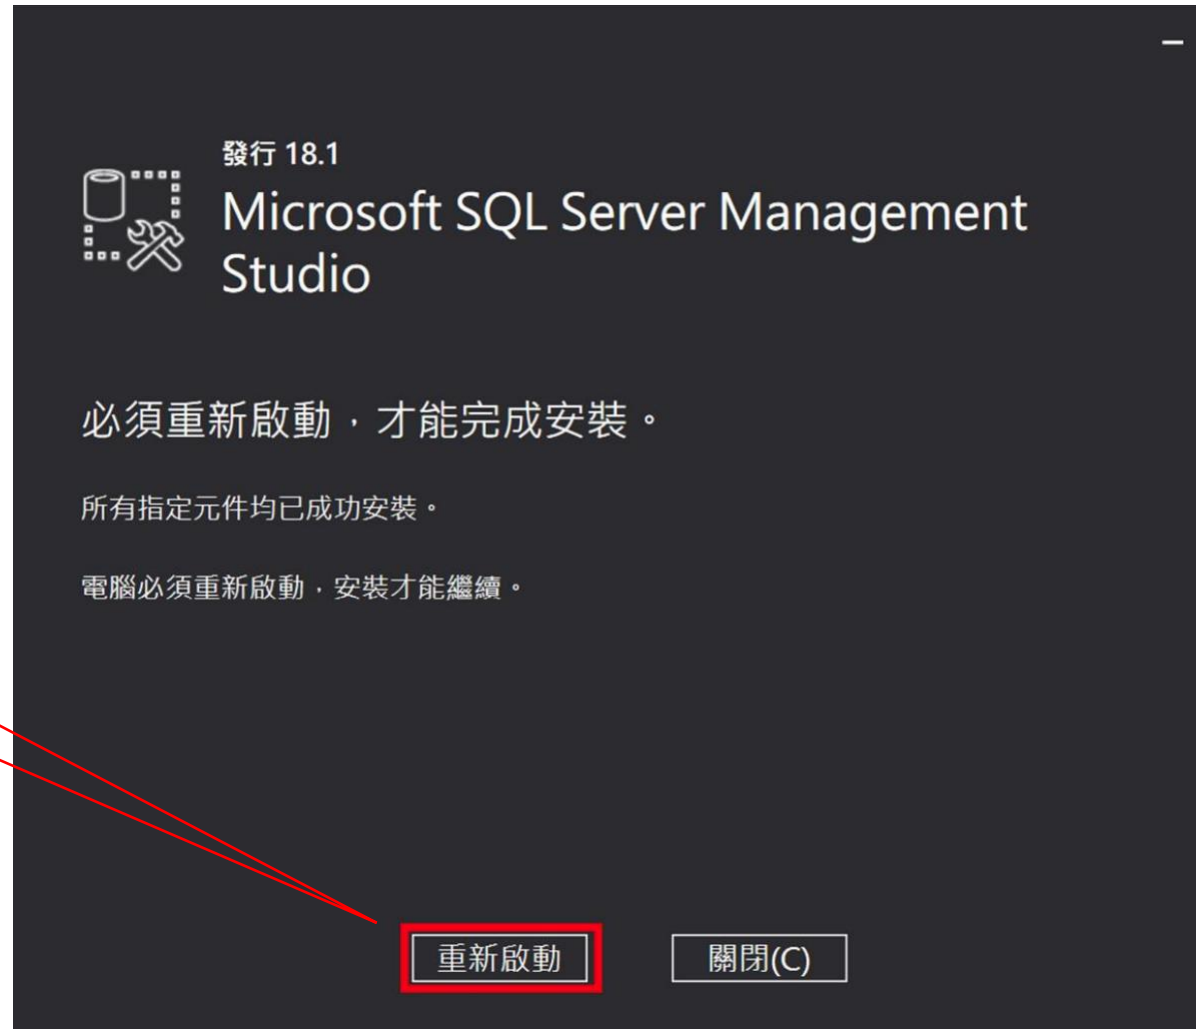 發行 18.1
Microsoft SQL Server Management
Studio
必須重新啟動，才能完成安裝。
所有指定元件均已成功安裝。
電腦必須重新啟動，安裝才能繼續。
重新啟動
關閉(C)